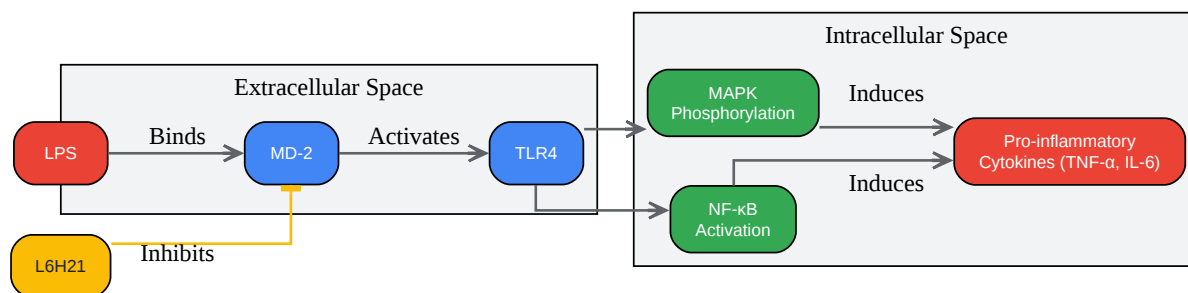 Extracellular Space
LPS
Binds
MD-2
Activates
TLR4
L6H21
Inhibits
Intracellular Space
MAPK
Phosphorylation
Induces
NF-κB
Activation
Induces
Pro-inflammatory
Cytokines (TNF-α, IL-6)